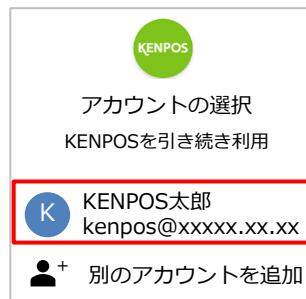 KENPOS
アカウントの選択
KENPOSを引き続き利用
K
KENPOS太郎
kenpos@xxxxx.xx.xx
別のアカウントを追加